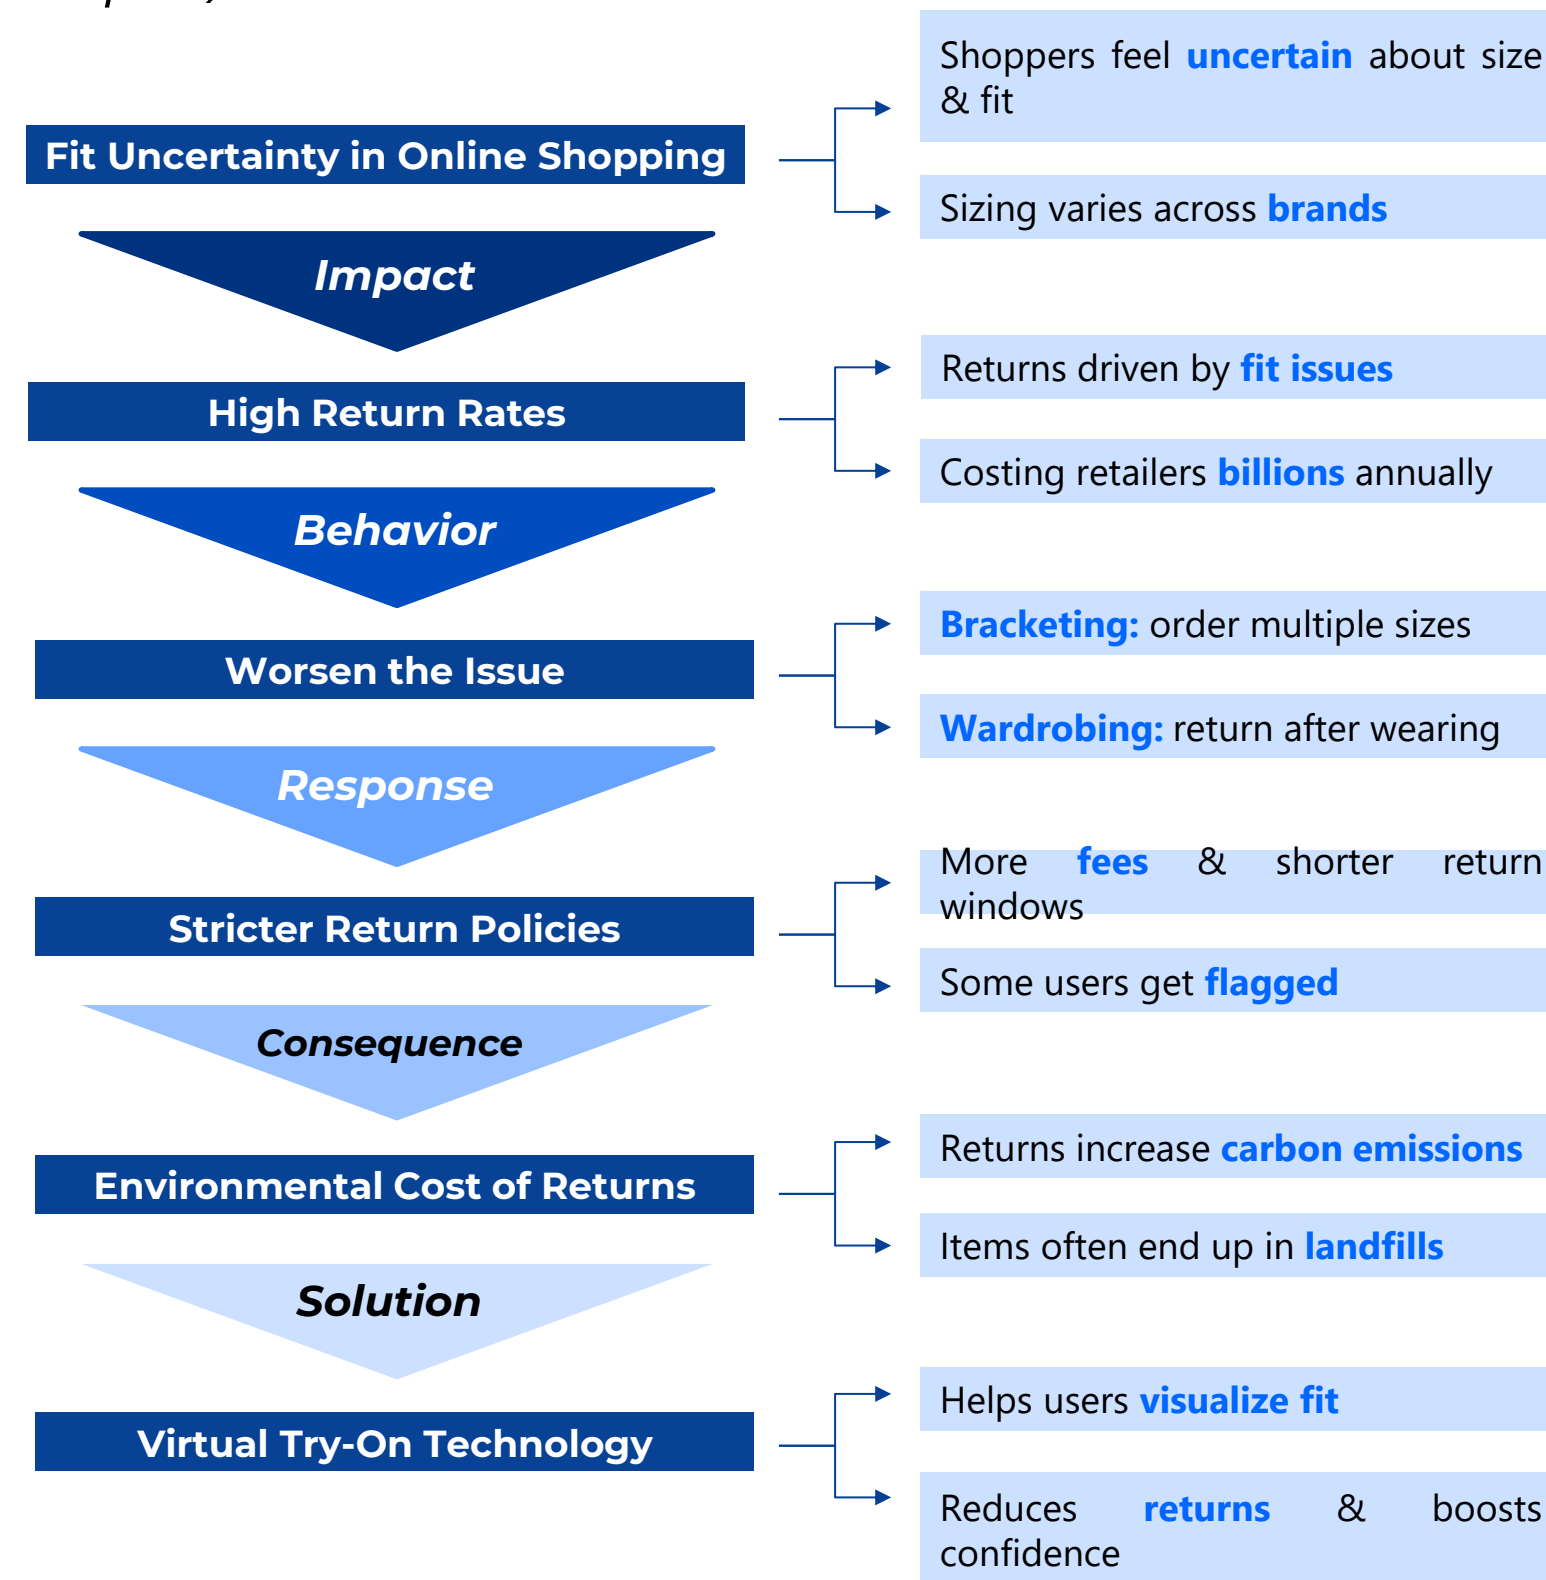 Fit Uncertainty in Online Shopping
Shoppers feel uncertain about size
& fit
Sizing varies across brands
Impact
High Return Rates
Returns driven by fit issues
Costing retailers billions annually
Behavior
Worsen the Issue
Bracketing: order multiple sizes
Wardrobing: return after wearing
Response
Stricter Return Policies
More fees & shorter return
windows
Some users get flagged
Consequence
Environmental Cost of Returns
Returns increase carbon emissions
Items often end up in landfills
Solution
Virtual Try-On Technology
Helps users visualize fit
Reduces returns & boosts
confidence